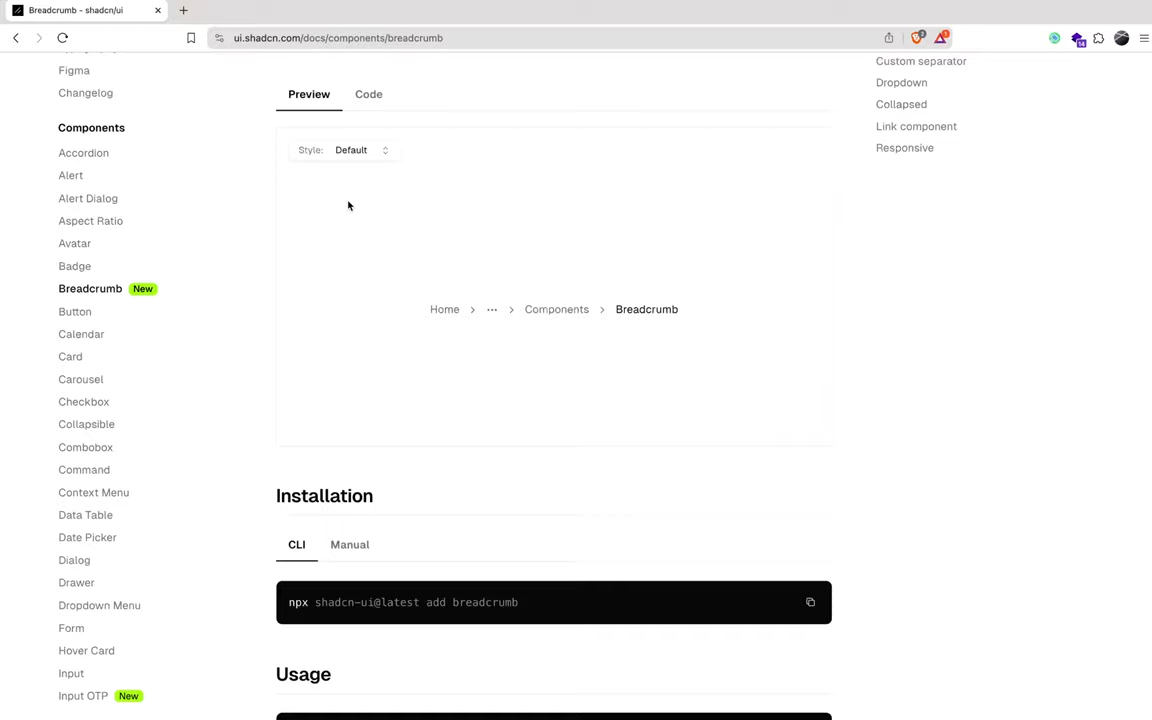 Breadcrumb - shadcn/ui
ui.shadcn.com/docs/components/breadcrumb
2
1
14
Figma
Changelog
Components
Accordion
Alert
Alert Dialog
Aspect Ratio
Avatar
Badge
Breadcrumb New
Button
Calendar
Card
Carousel
Checkbox
Collapsible
Combobox
Command
Context Menu
Data Table
Date Picker
Dialog
Drawer
Dropdown Menu
Form
Hover Card
Input
Input OTP New
Preview Code
Style: Default
Home > ··· > Components > Breadcrumb
Installation
CLI Manual
npx shadcn-ui@latest add breadcrumb
Usage
Custom separator
Dropdown
Collapsed
Link component
Responsive